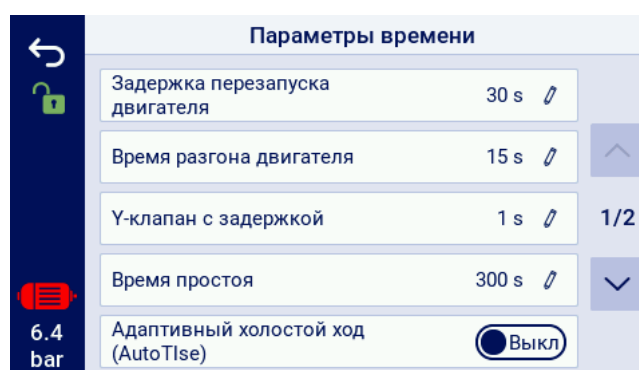 Параметры времени
Задержка перезапуска
двигателя
30 s
Время разгона двигателя
15 s
Y-клапан с задержкой
1 s
1/2
Время простоя
300 s
6.4
bar
Адаптивный холостой ход
(AutoTIse)
Выкл